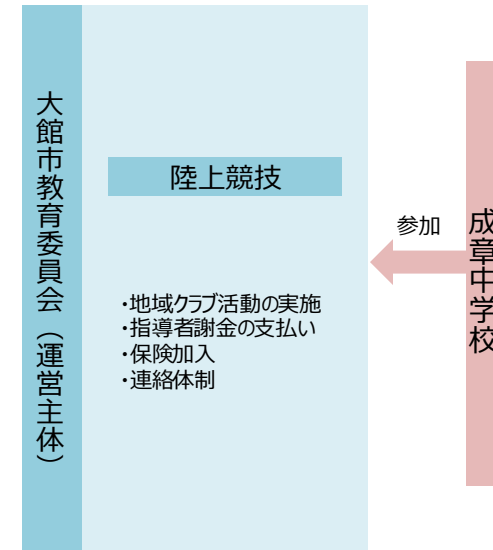 大館市教育委員会（運営主体）
陸上競技
・地域クラブ活動の実施
・指導者謝金の支払い
・保険加入
・連絡体制
参加
成章中学校